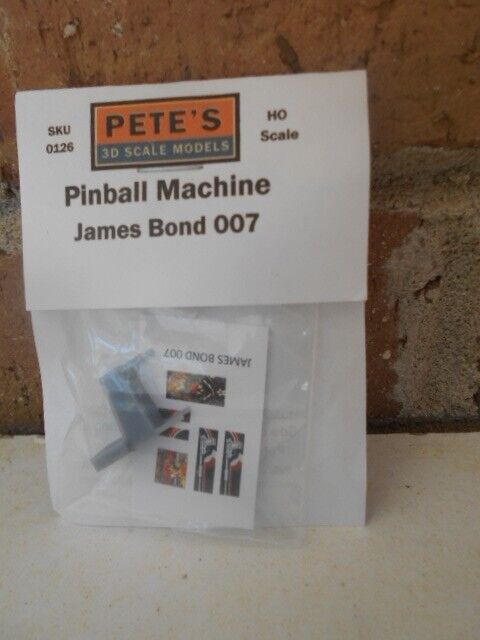 SKU
0126
PETE'S
3D SCALE MODELS
HO
Scale
Pinball Machine
James Bond 007
JAMES BOND 007